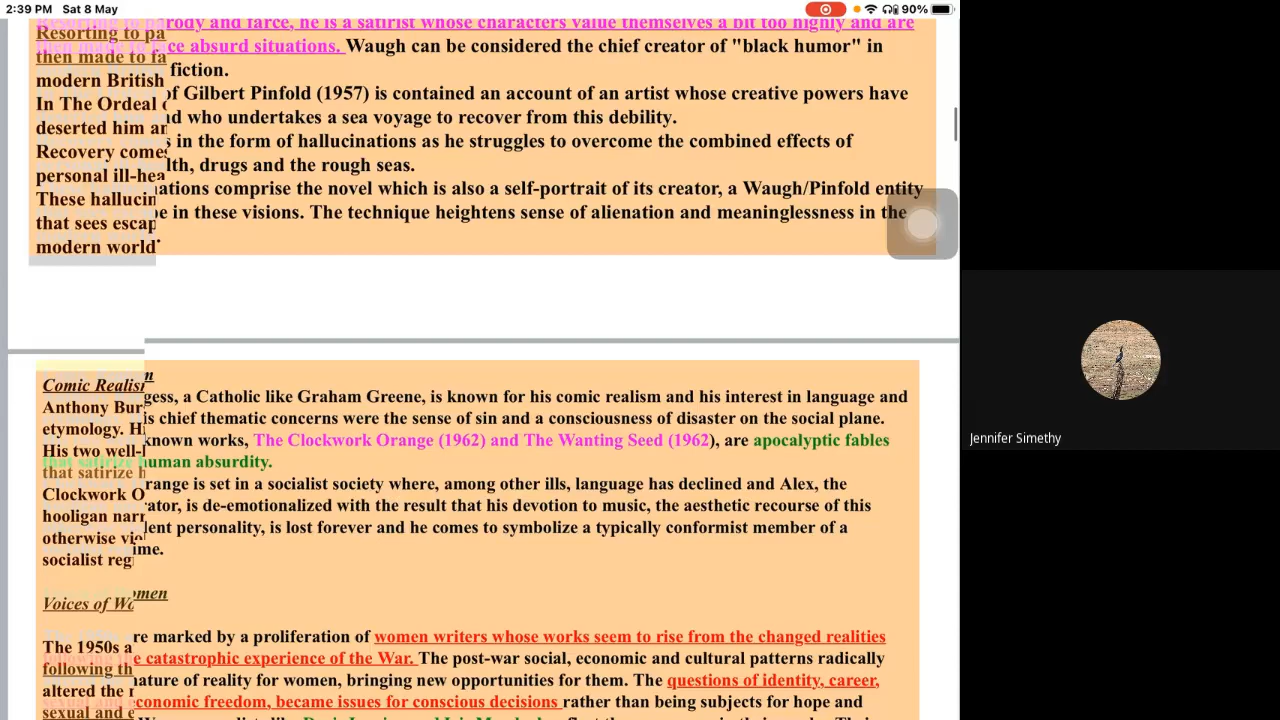 2:39 PM Sat 8 May
90%
Resorting to parody and farce, he is a satirist whose characters value themselves a bit too highly and are
then made to face absurd situations. Waugh can be considered the chief creator of "black humor" in
modern British fiction.
In The Ordeal of Gilbert Pinfold (1957) is contained an account of an artist whose creative powers have
deserted him and who undertakes a sea voyage to recover from this debility.
Recovery comes in the form of hallucinations as he struggles to overcome the combined effects of
personal ill-health, drugs and the rough seas.
These hallucinations comprise the novel which is also a self-portrait of its creator, a Waugh/Pinfold entity
that sees escape in these visions. The technique heightens sense of alienation and meaninglessness in the
modern world.
Comic Realism
Anthony Burgess, a Catholic like Graham Greene, is known for his comic realism and his interest in language and
etymology. His chief thematic concerns were the sense of sin and a consciousness of disaster on the social plane.
His two well-known works, The Clockwork Orange (1962) and The Wanting Seed (1962), are apocalyptic fables
that satirize human absurdity.
Clockwork Orange is set in a socialist society where, among other ills, language has declined and Alex, the
hooligan narrator, is de-emotionalized with the result that his devotion to music, the aesthetic recourse of this
otherwise violent personality, is lost forever and he comes to symbolize a typically conformist member of a
socialist regime.
Voices of Women
The 1950s are marked by a proliferation of women writers whose works seem to rise from the changed realities
following the catastrophic experience of the War. The post-war social, economic and cultural patterns radically
altered the nature of reality for women, bringing new opportunities for them. The questions of identity, career,
sexual and economic freedom, became issues for conscious decisions rather than being subjects for hope and
Jennifer Simethy